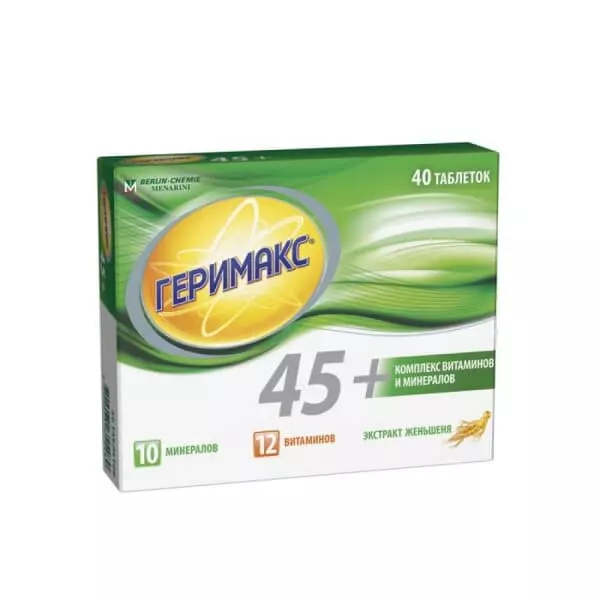 BERLIN-CHEMIE
MENARINI
40 ТАБЛЕТОК
ГЕРИМАКС®
45+
КОМПЛЕКС ВИТАМИНОВ
И МИНЕРАЛОВ
10 МИНЕРАЛОВ
12 ВИТАМИНОВ
ЭКСТРАКТ ЖЕНЬШЕНЯ